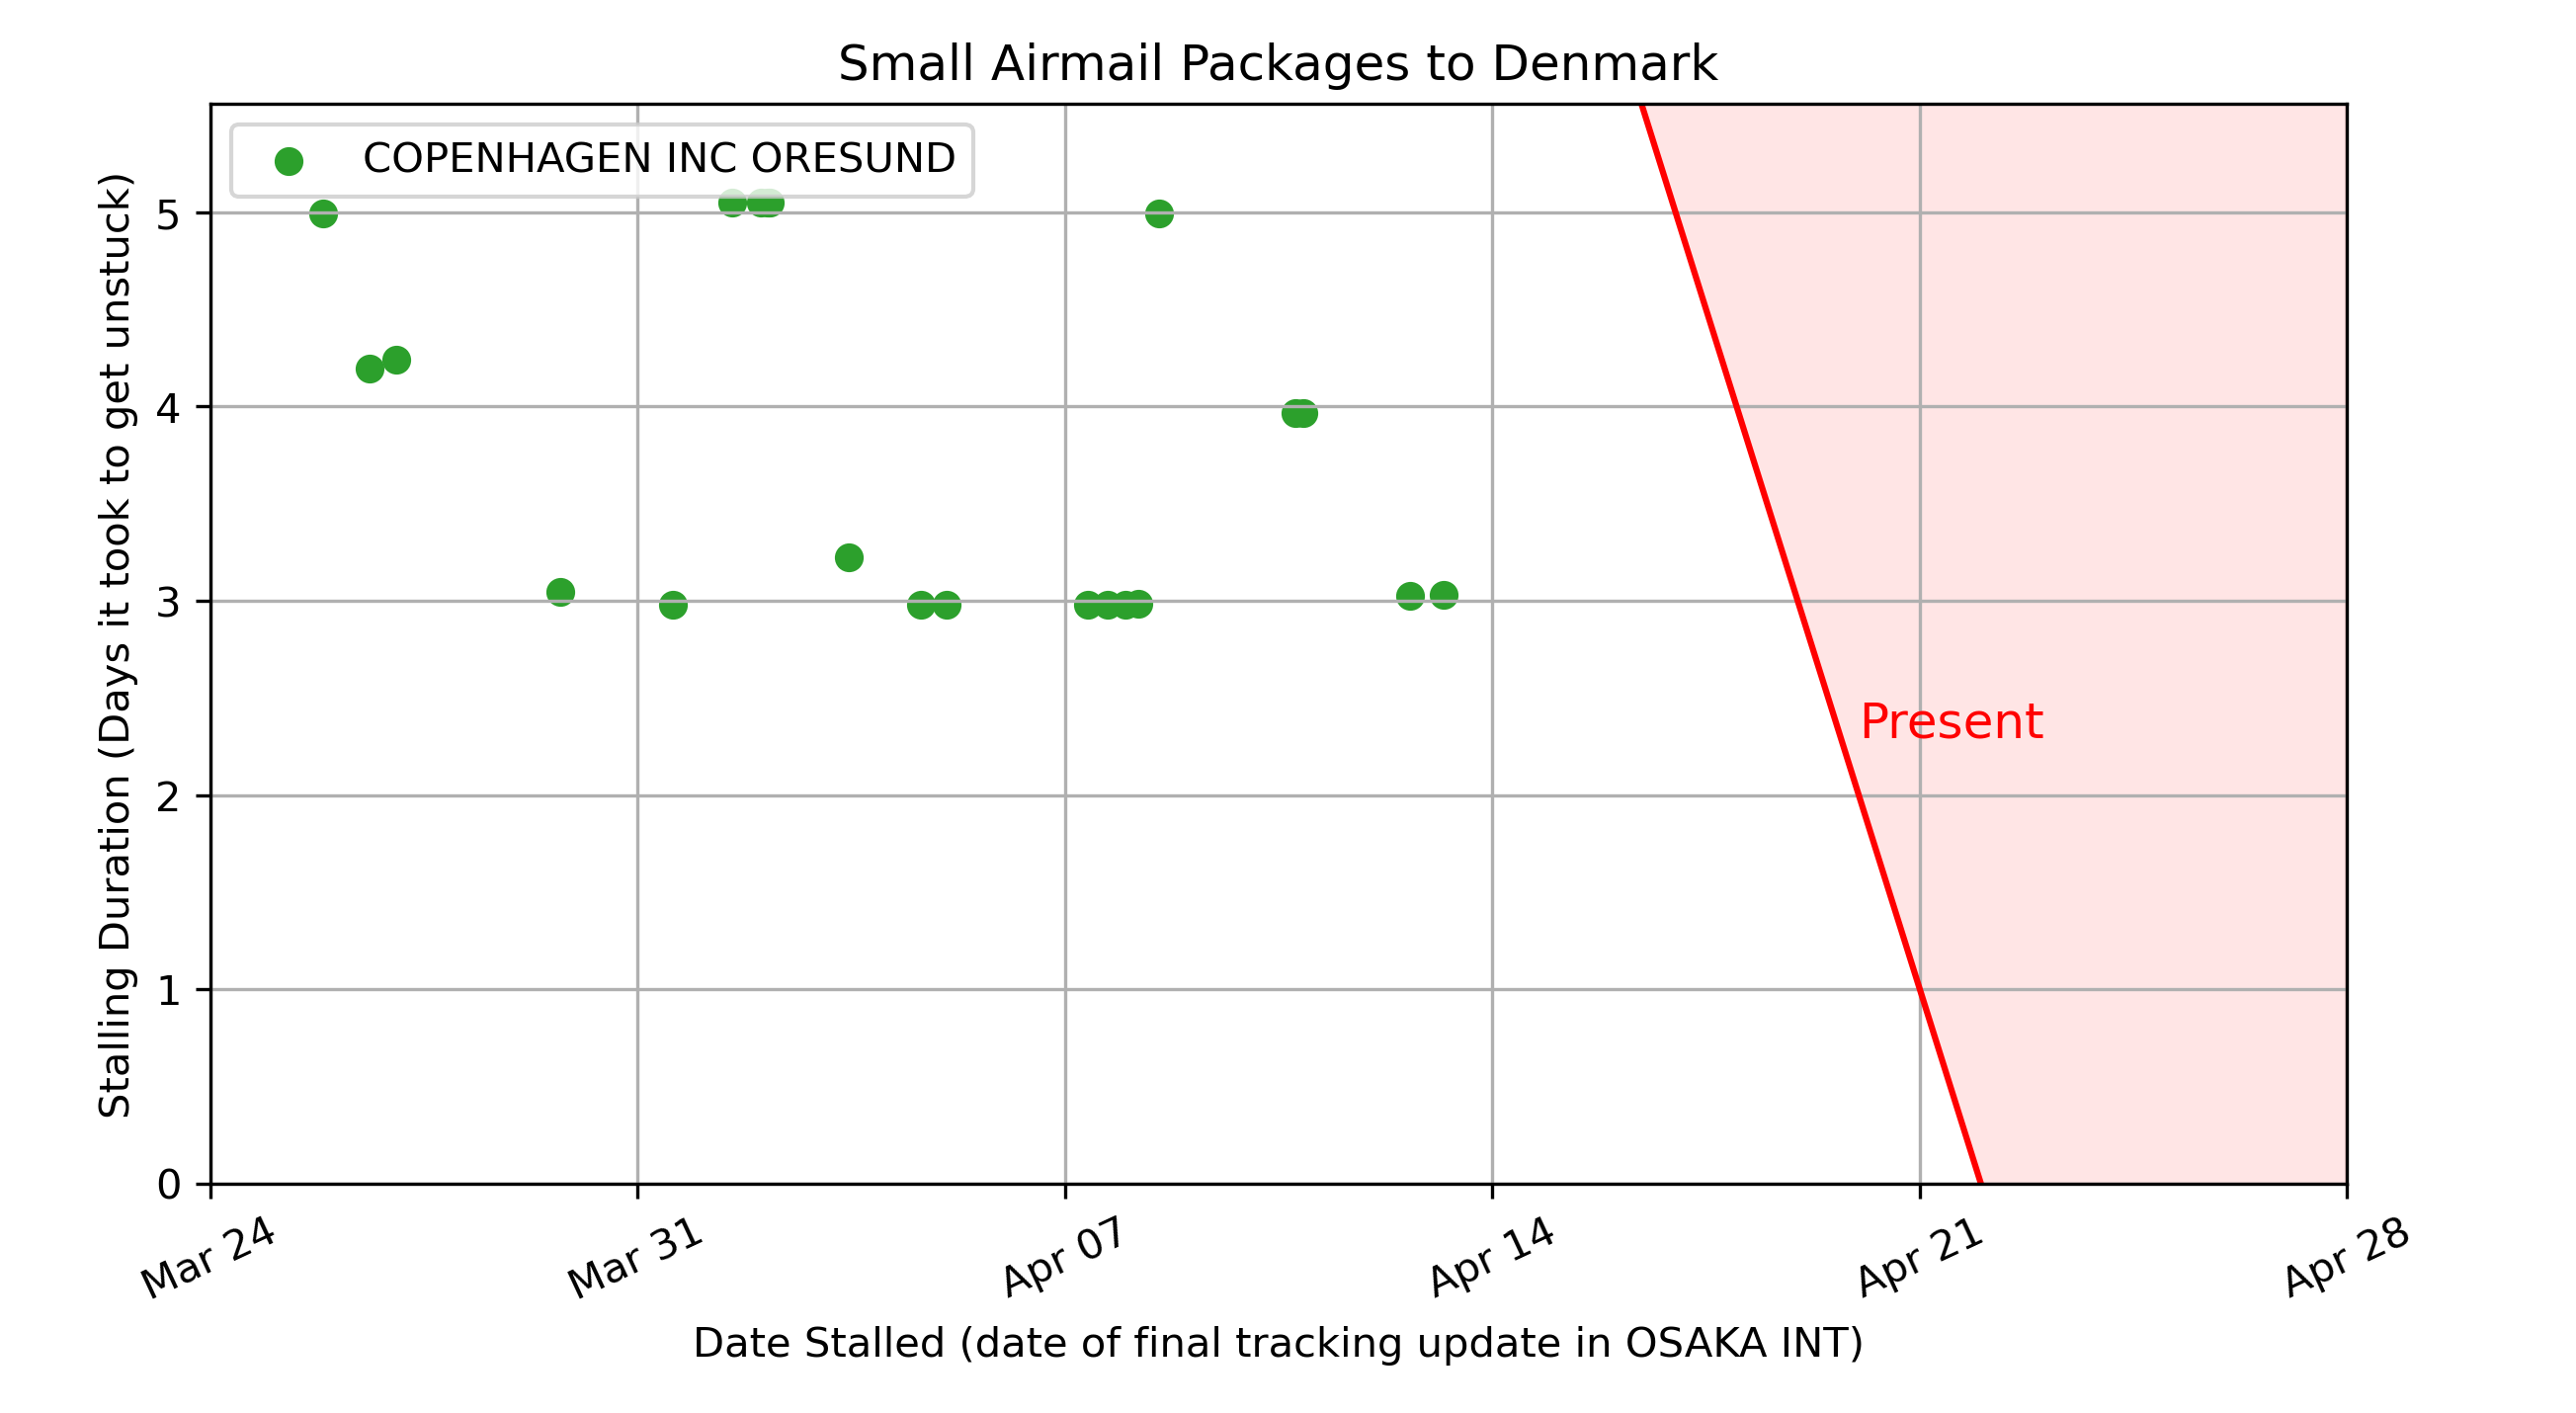 Small Airmail Packages to Denmark
COPENHAGEN INC ORESUND
Stalling Duration (Days it took to get unstuck)
5
4
3
2
1
0
Present
Mar 24
Mar 31
Apr 07
Apr 14
Apr 21
Apr 28
Date Stalled (date of final tracking update in OSAKA INT)